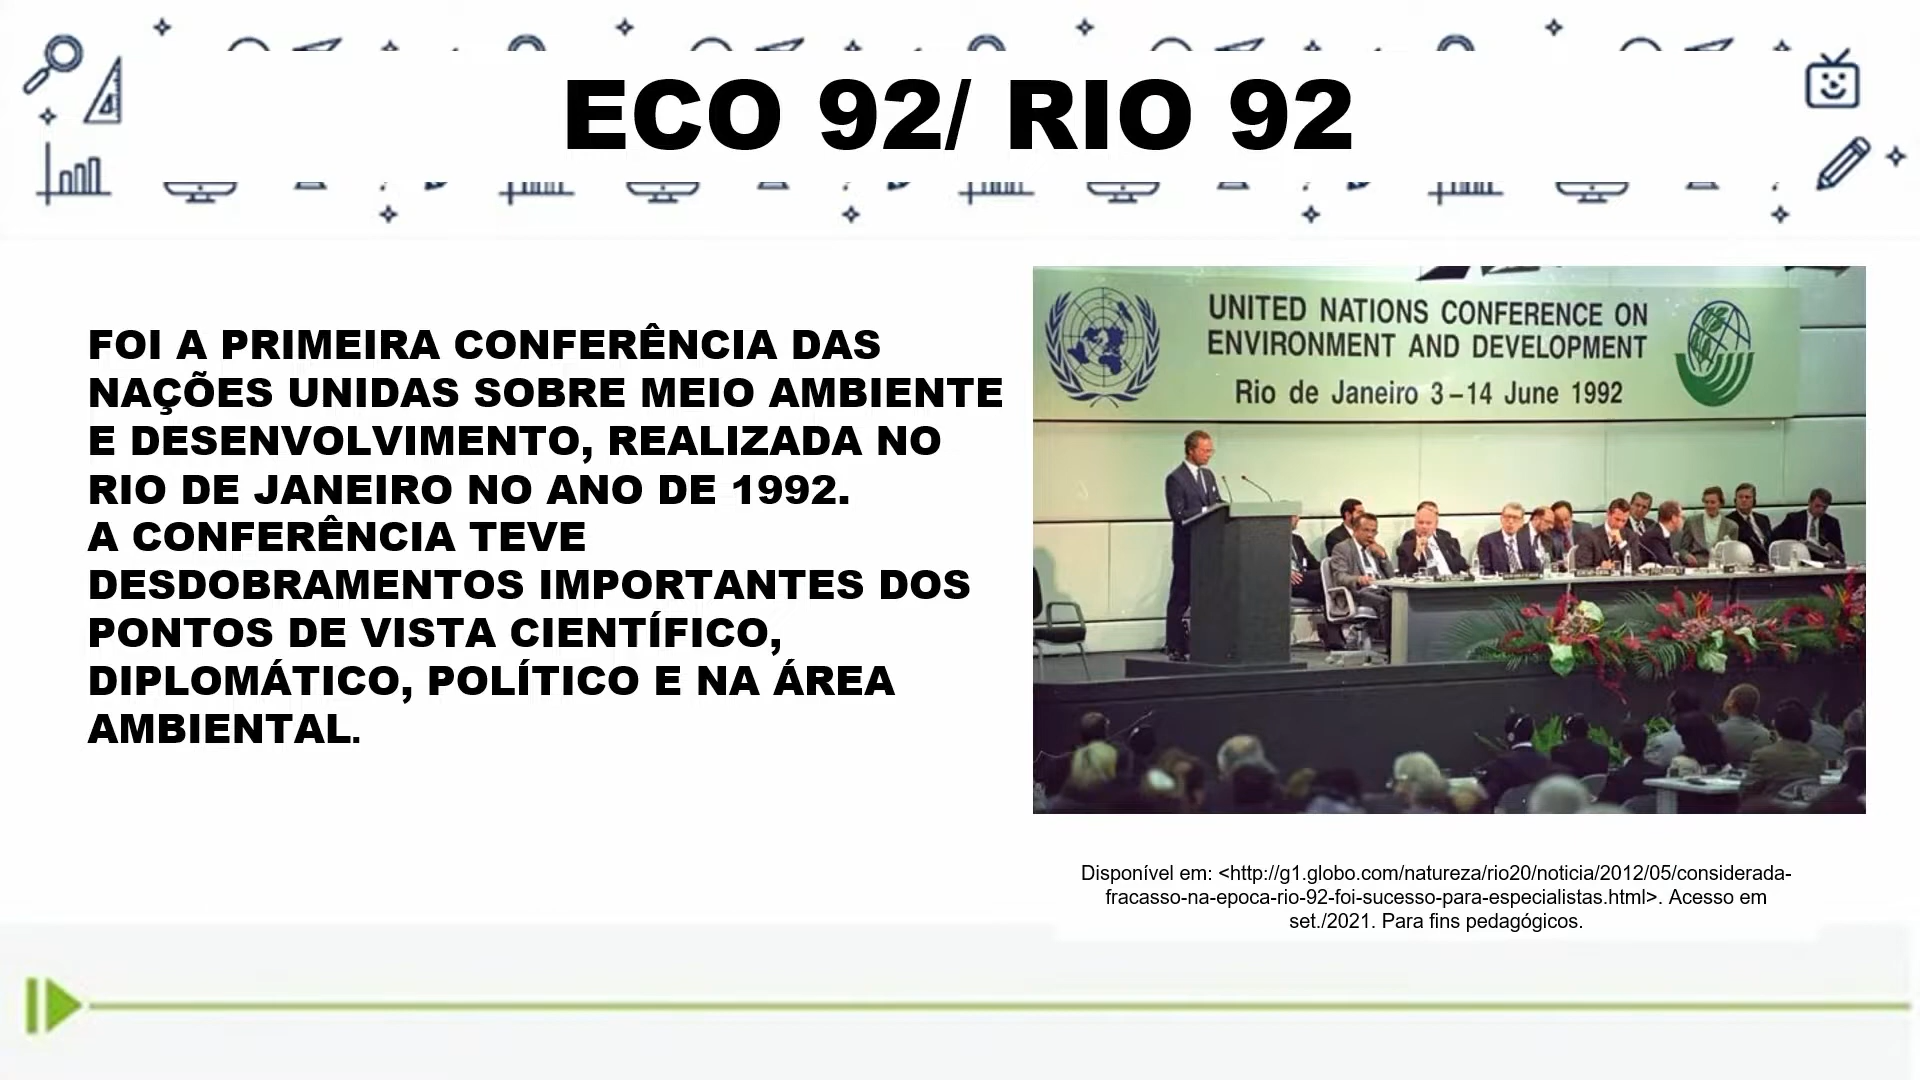 ECO 92/ RIO 92
FOI A PRIMEIRA CONFERÊNCIA DAS
NAÇÕES UNIDAS SOBRE MEIO AMBIENTE
E DESENVOLVIMENTO, REALIZADA NO
RIO DE JANEIRO NO ANO DE 1992.
A CONFERÊNCIA TEVE
DESDOBRAMENTOS IMPORTANTES DOS
PONTOS DE VISTA CIENTÍFICO,
DIPLOMÁTICO, POLÍTICO E NA ÁREA
AMBIENTAL.
UNITED NATIONS CONFERENCE ON
ENVIRONMENT AND DEVELOPMENT
Rio de Janeiro 3-14 June 1992
Disponível em: <http://g1.globo.com/natureza/rio20/noticia/2012/05/considerada-
fracasso-na-epoca-rio-92-foi-sucesso-para-especialistas.html>. Acesso em
set./2021. Para fins pedagógicos.